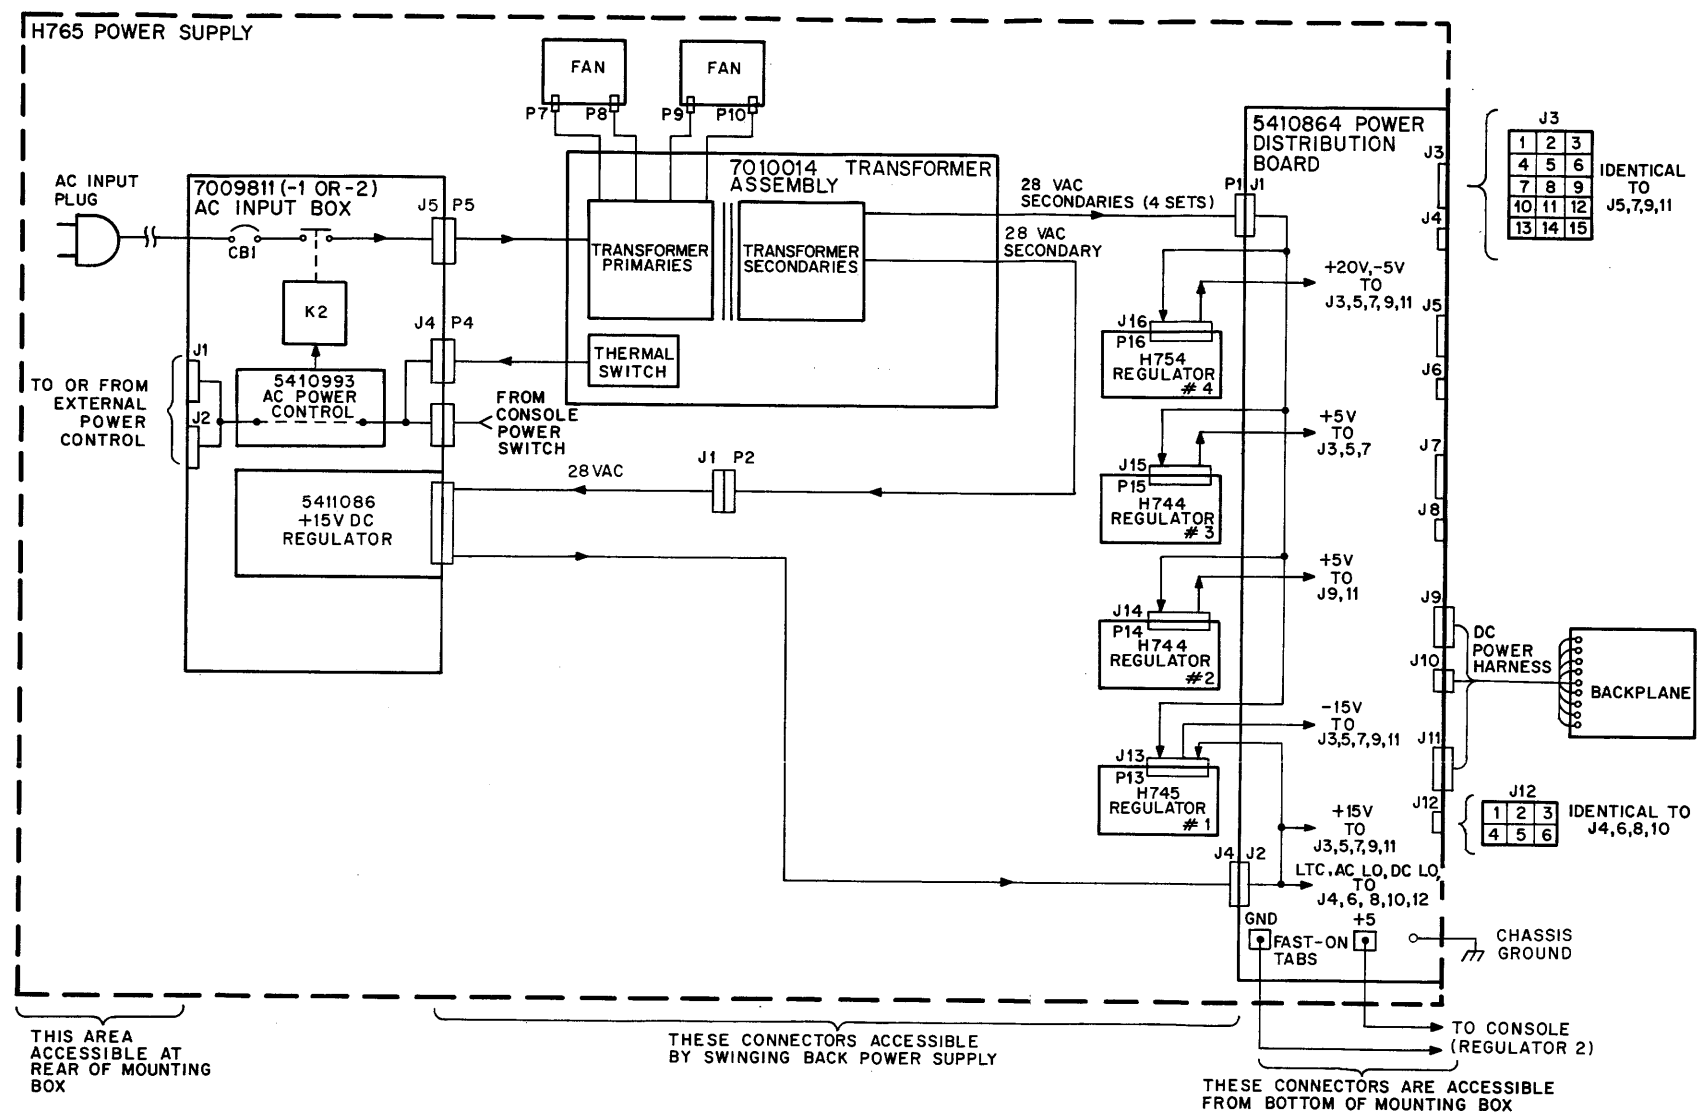 H765 POWER SUPPLY
FAN
FAN
P7
P8
P9
P10
AC INPUT
PLUG
7009811 (-1 OR -2)
AC INPUT BOX
CB1
K2
J5 P5
J4 P4
J1
J2
TO OR FROM
EXTERNAL
POWER
CONTROL
5410993
AC POWER
CONTROL
FROM
CONSOLE
POWER
SWITCH
5411086
+15V DC
REGULATOR
28VAC
J1 P2
7010014 TRANSFORMER
ASSEMBLY
TRANSFORMER
PRIMARIES
TRANSFORMER
SECONDARIES
THERMAL
SWITCH
28 VAC
SECONDARIES (4 SETS)
28 VAC
SECONDARY
P1 J1
5410864 POWER
DISTRIBUTION
BOARD
+20V,-5V
TO
J3,5,7,9,11
J16
P16
H754
REGULATOR
#4
+5V
TO
J3,5,7
J15
P15
H744
REGULATOR
#3
+5V
TO
J9,11
J14
P14
H744
REGULATOR
#2
-15V
TO
J3,5,7,9,11
J13
P13
H745
REGULATOR
#1
+15V
TO
J3,5,7,9,11
J4 J2
LTC, AC LO, DC LO,
TO
J4,6,8,10,12
GND
+5
FAST-ON
TABS
J3
J4
J5
J6
J7
J8
J9
J10
J11
J12
J3
1 2 3
4 5 6
7 8 9
10 11 12
13 14 15
IDENTICAL
TO
J5,7,9,11
DC
POWER
HARNESS
BACKPLANE
J12
1 2 3
4 5 6
IDENTICAL TO
J4,6,8,10
CHASSIS
GROUND
TO CONSOLE
(REGULATOR 2)
THIS AREA
ACCESSIBLE AT
REAR OF MOUNTING
BOX
THESE CONNECTORS ACCESSIBLE
BY SWINGING BACK POWER SUPPLY
THESE CONNECTORS ARE ACCESSIBLE
FROM BOTTOM OF MOUNTING BOX